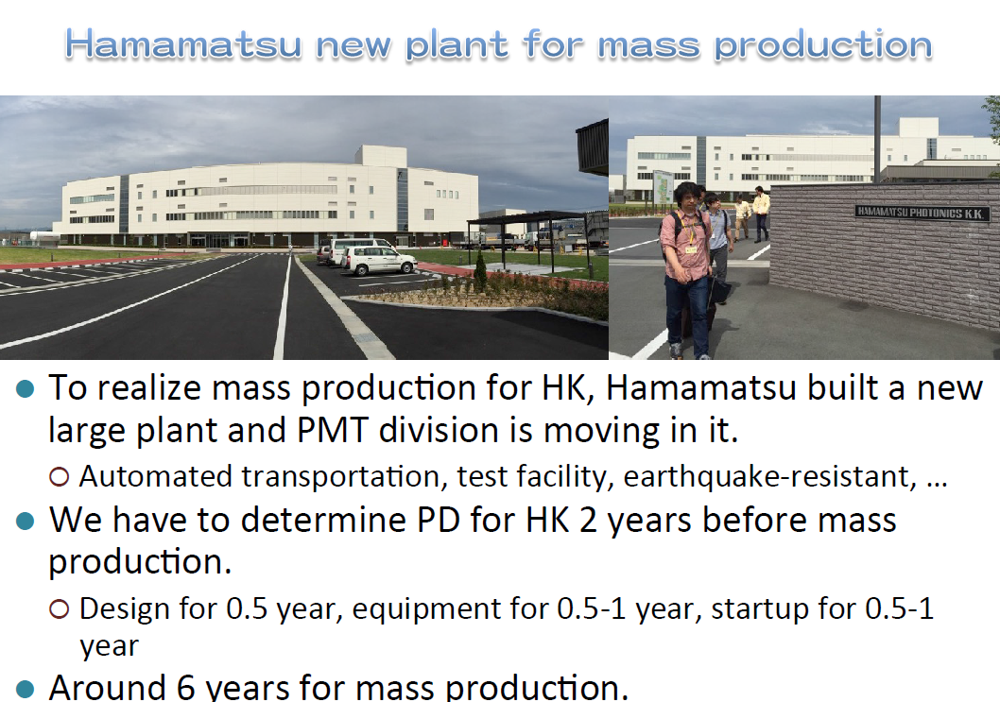 Hamamatsu new plant for mass production
HAMAMATSU PHOTONICS K.K.
To realize mass production for HK, Hamamatsu built a new
large plant and PMT division is moving in it.
Automated transportation, test facility, earthquake-resistant, …
We have to determine PD for HK 2 years before mass
production.
Design for 0.5 year, equipment for 0.5-1 year, startup for 0.5-1
year
Around 6 years for mass production.